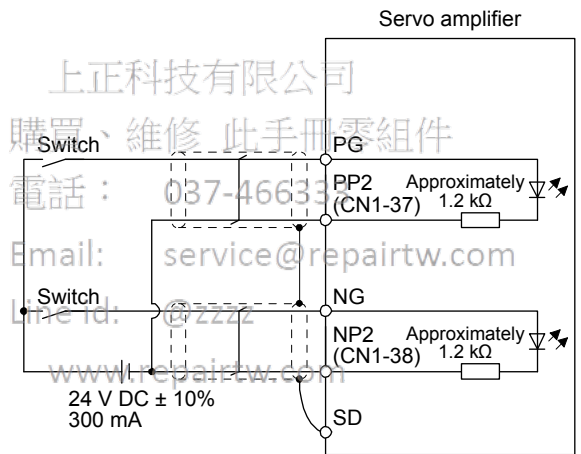 Servo amplifier
上正科技有限公司
購買、維修 此手冊零組件
Switch
PG
電話： 037-466333
PP2
(CN1-37)
Approximately
1.2 kΩ
Email: service@repairtw.com
Switch
NG
Line id: @zzzz
NP2
(CN1-38)
Approximately
1.2 kΩ
www.repairtw.com
24 V DC ± 10%
300 mA
SD